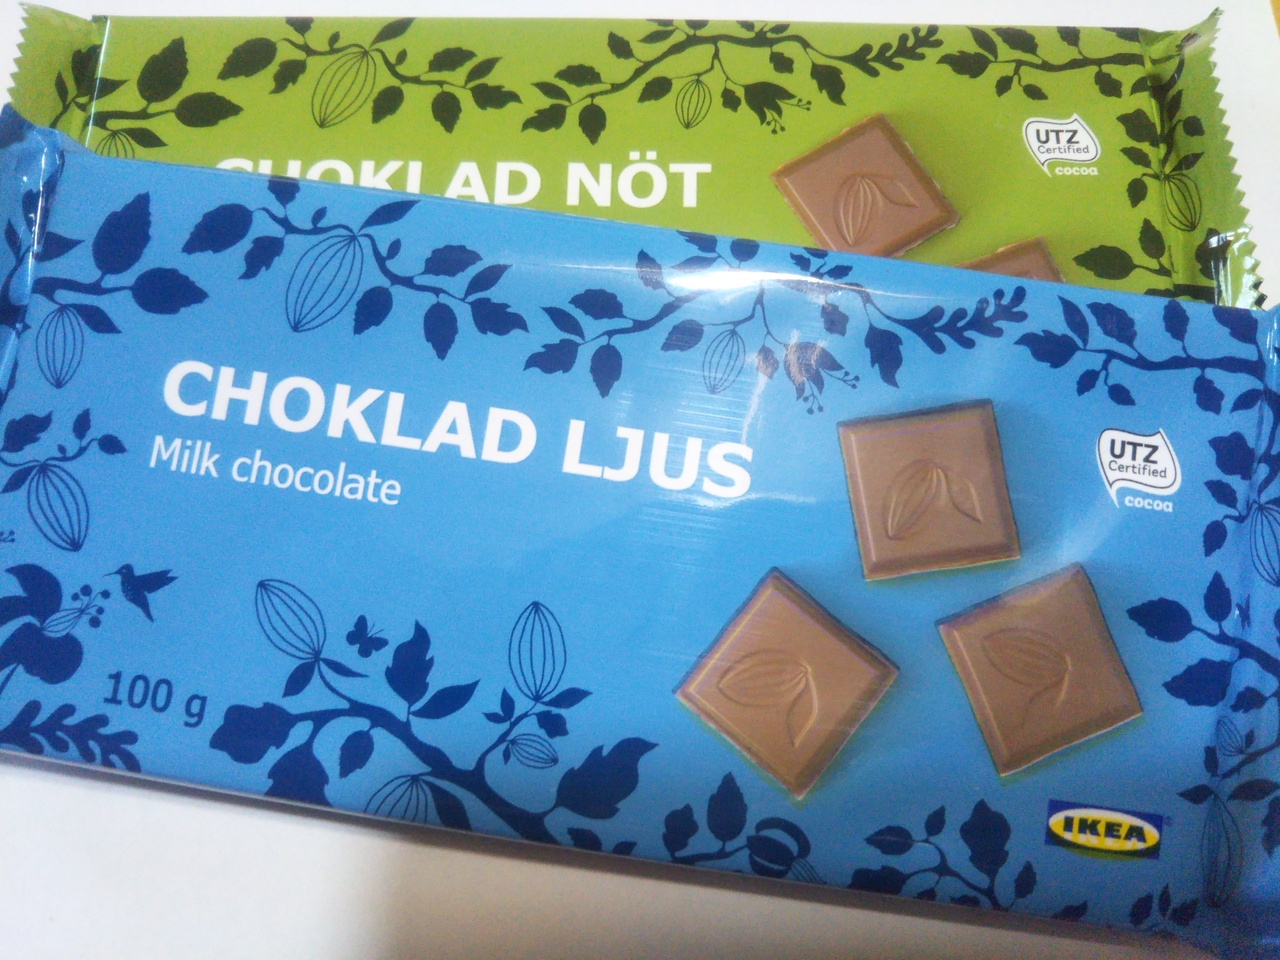 CHOKLAD NÖT
UTZ
Certified
cocoa
CHOKLAD LJUS
Milk chocolate
UTZ
Certified
cocoa
100 g
IKEA